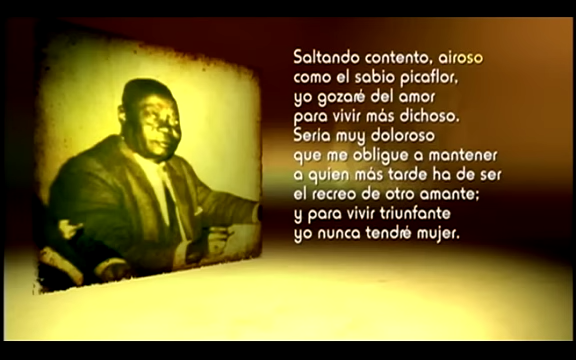 Saltando contento, airoso
como el sabio picaflor,
yo gozaré del amor
para vivir más dichoso.
Seria muy doloroso
que me obligue a mantener
a quien más tarde ha de ser
el recreo de otro amante;
y para vivir triunfante
yo nunca tendré mujer.